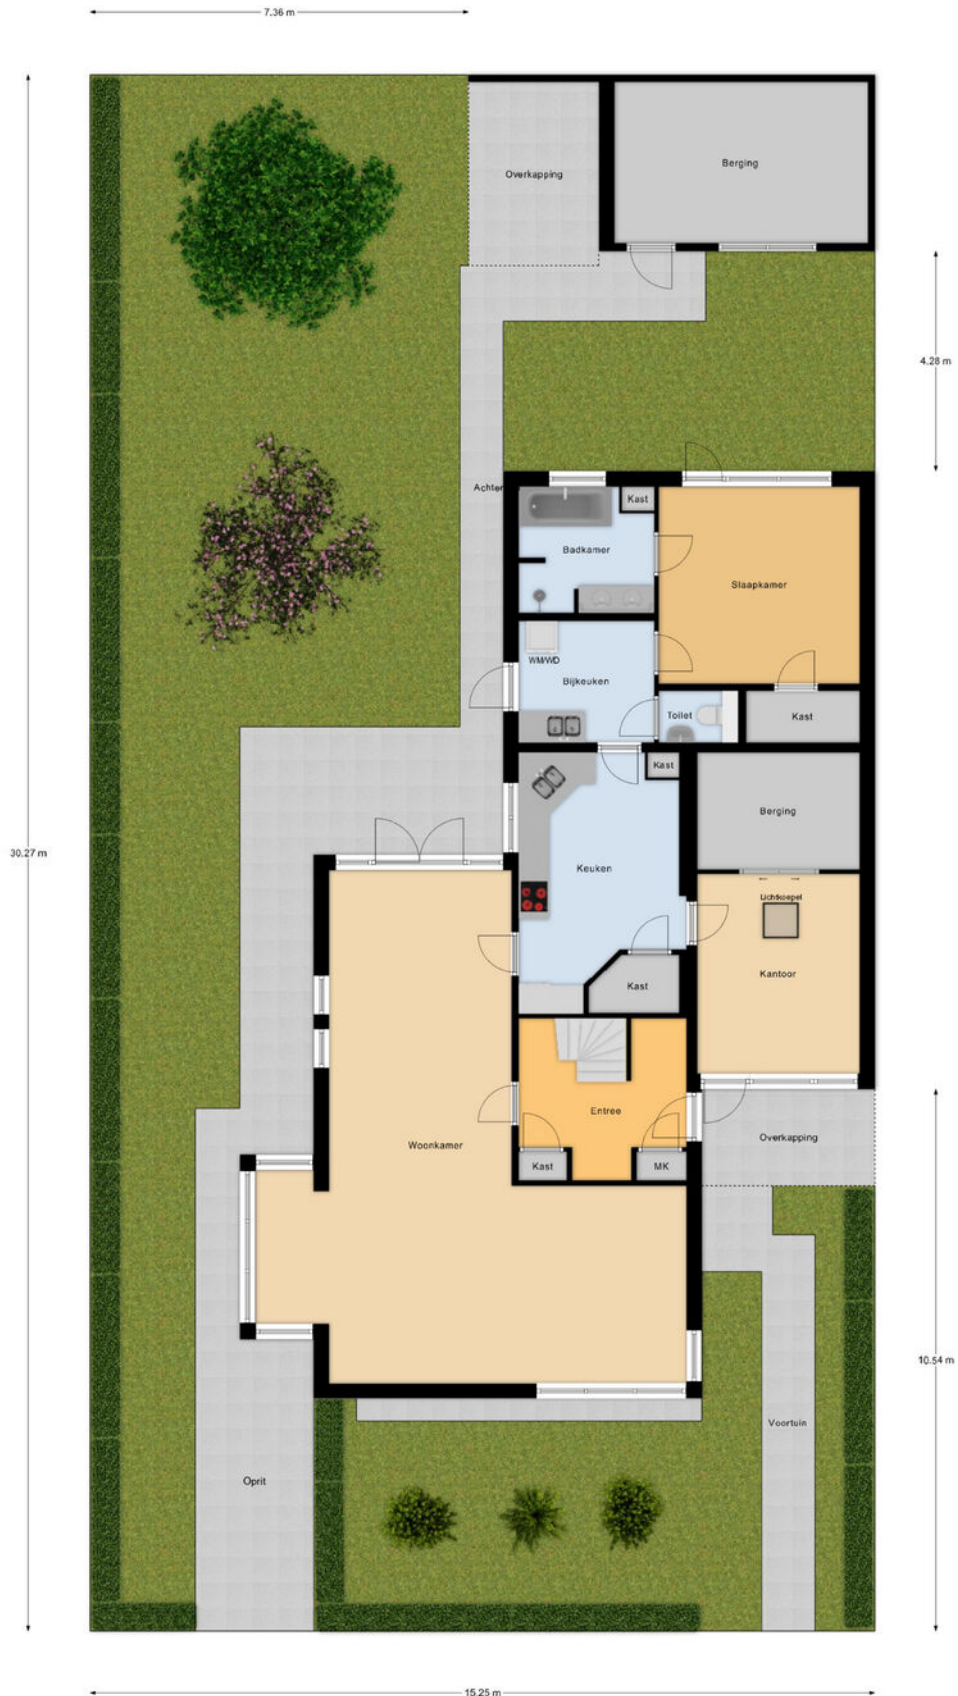 7.36 m
Overkapping
Berging
4.28 m
Achter
Kast
Badkamer
Slaapkamer
WM/WD
Bijkeuken
Toilet
Kast
Kast
Berging
30.27 m
Keuken
Lichtkoepel
Kantoor
Kast
Entree
Overkapping
Woonkamer
Kast
MK
10.54 m
Voortuin
Oprit
15.25 m